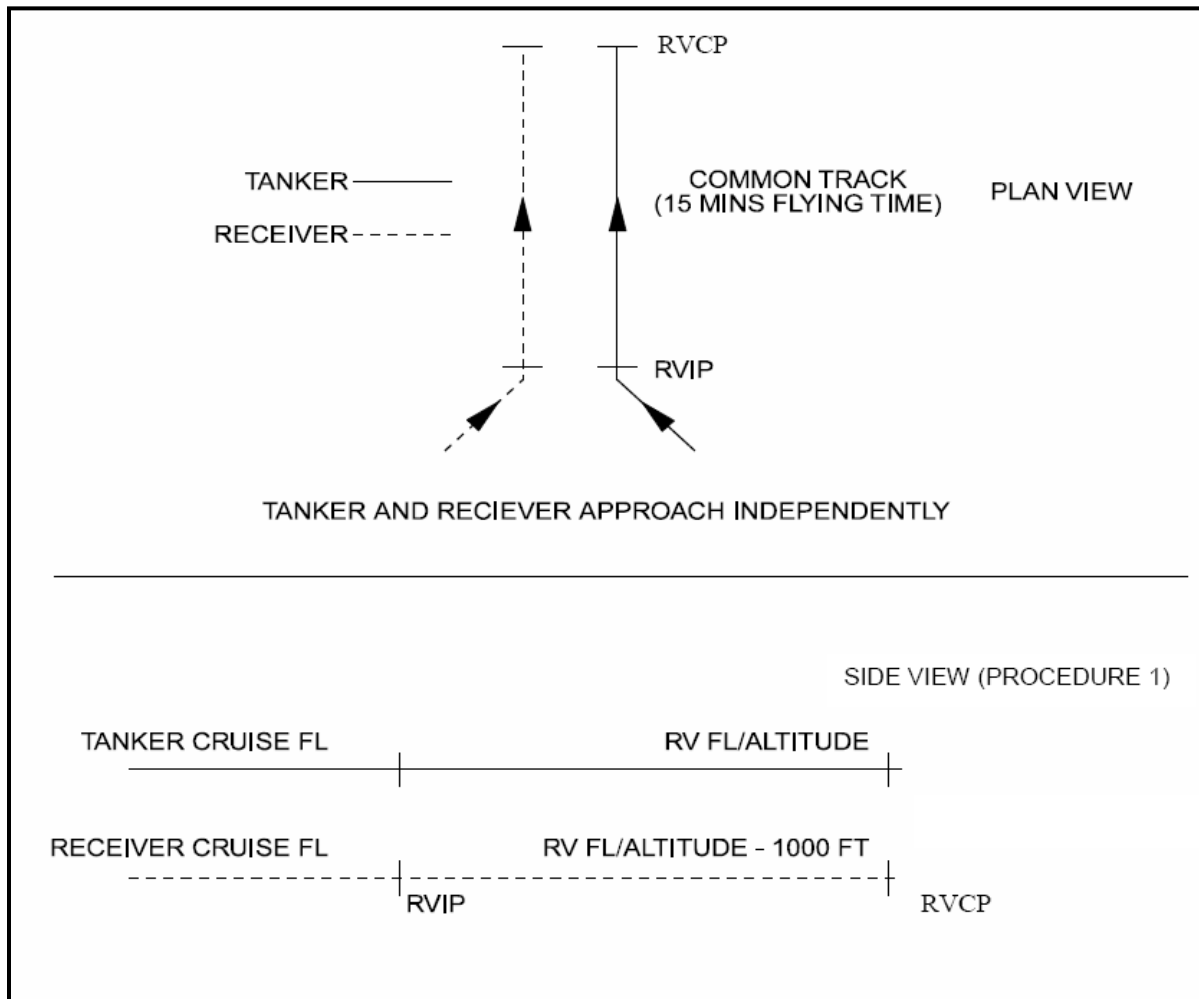 RVCP
TANKER
COMMON TRACK
(15 MINS FLYING TIME)
PLAN VIEW
RECEIVER
RVIP
TANKER AND RECIEVER APPROACH INDEPENDENTLY
SIDE VIEW (PROCEDURE 1)
TANKER CRUISE FL
RV FL/ALTITUDE
RECEIVER CRUISE FL
RV FL/ALTITUDE - 1000 FT
RVIP
RVCP